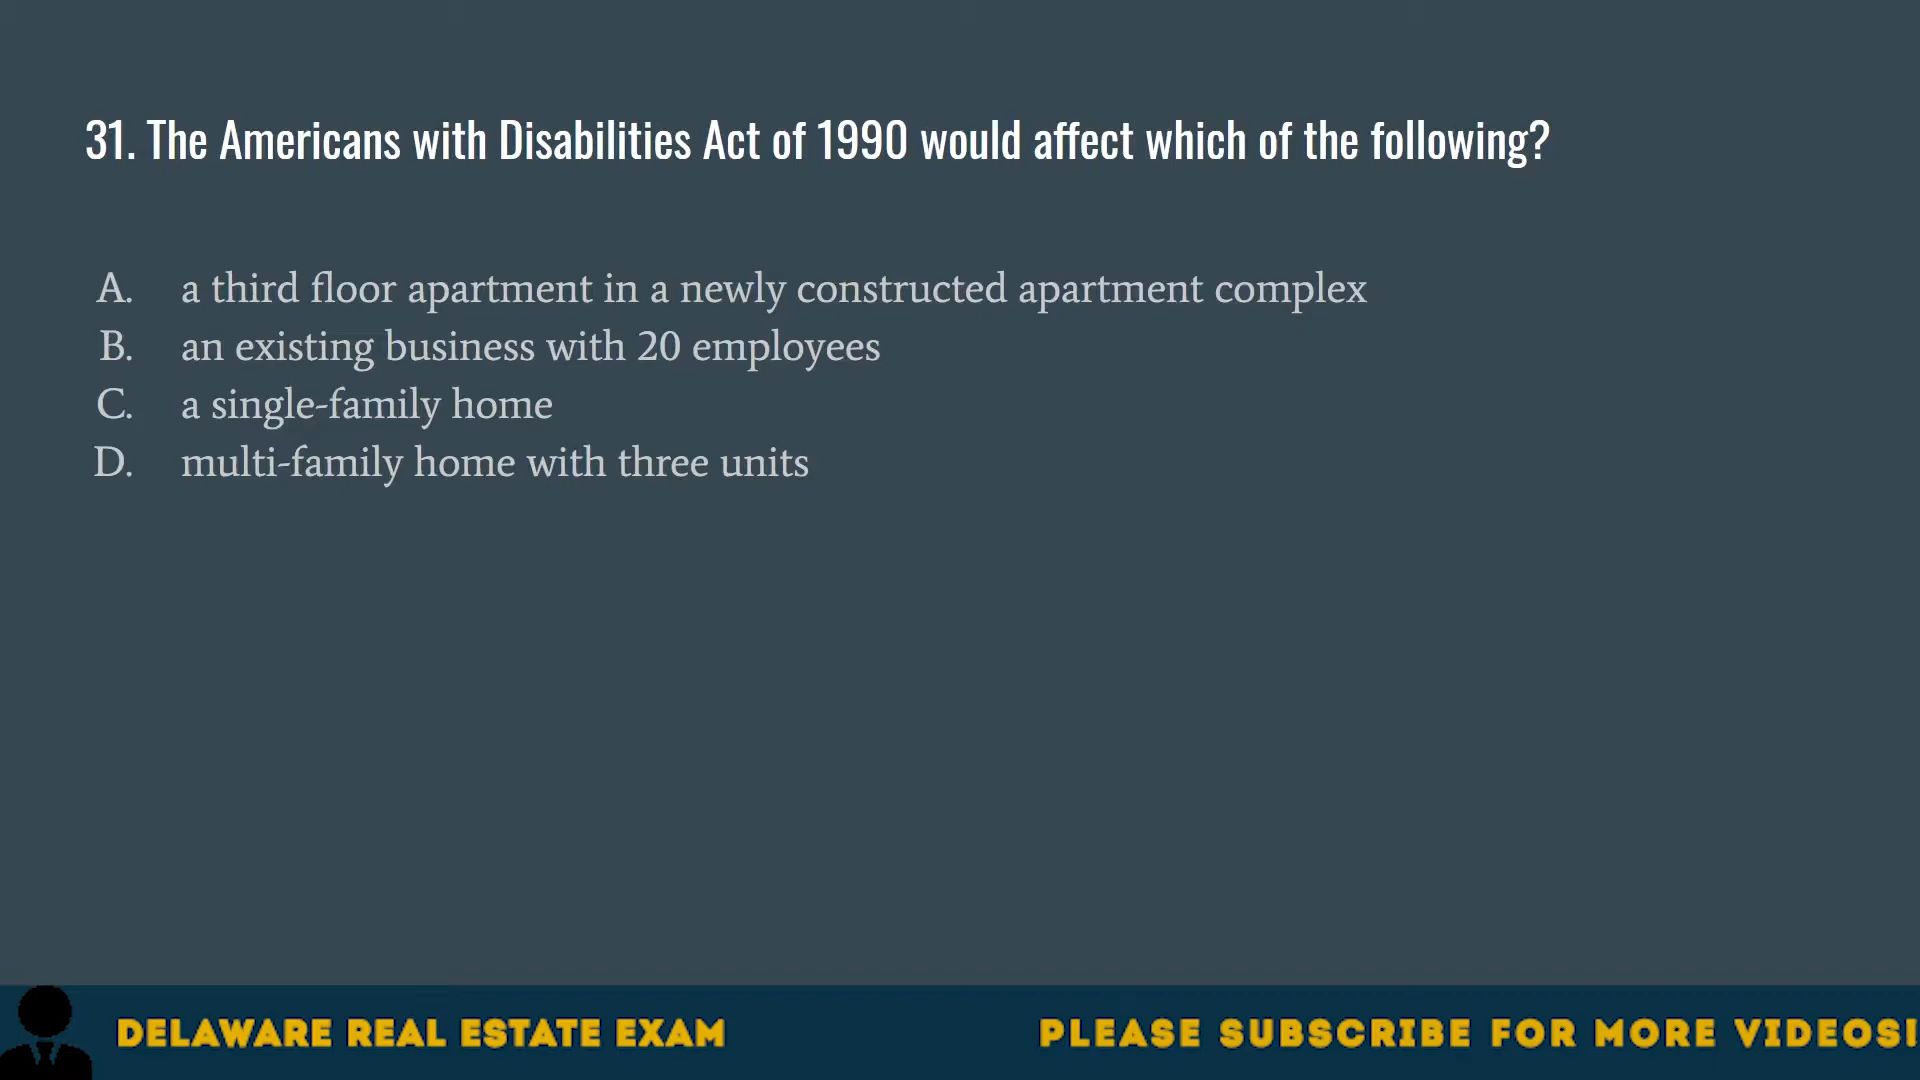 31. The Americans with Disabilities Act of 1990 would affect which of the following?
A. a third floor apartment in a newly constructed apartment complex
B. an existing business with 20 employees
C. a single-family home
D. multi-family home with three units
DELAWARE REAL ESTATE EXAM PLEASE SUBSCRIBE FOR MORE VIDEOS!